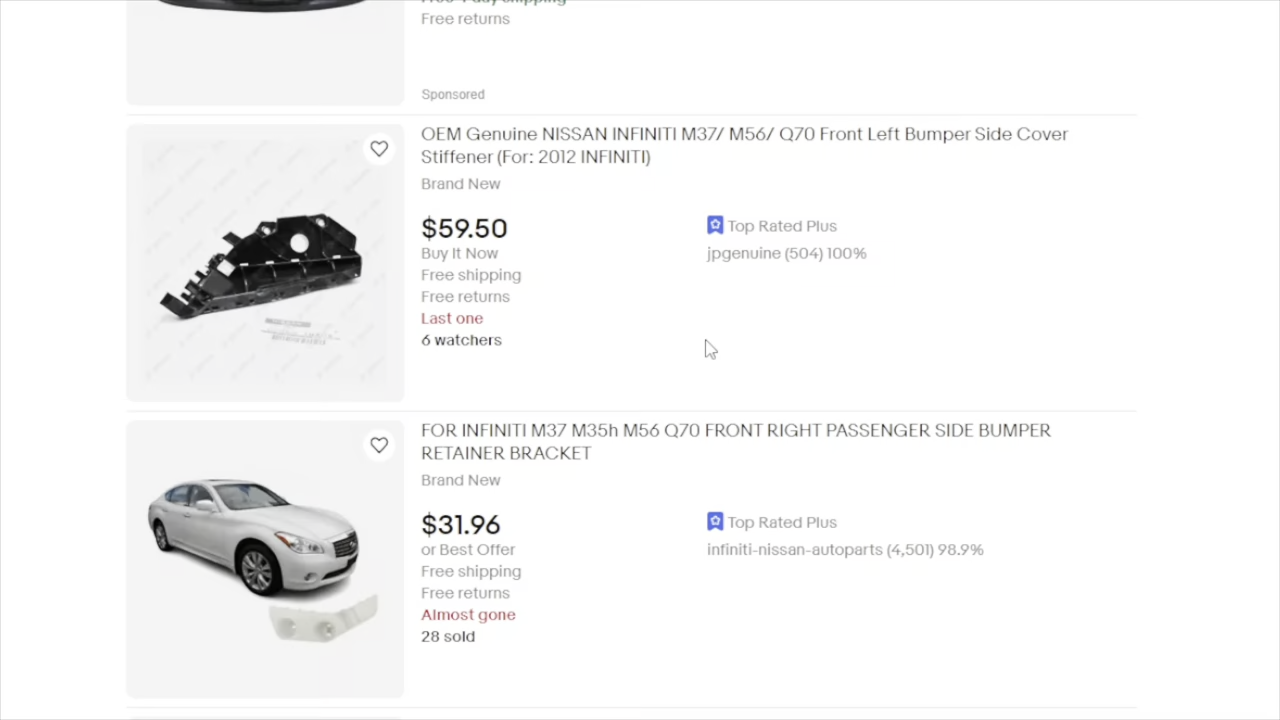 Free returns
Sponsored
OEM Genuine NISSAN INFINITI M37/ M56/ Q70 Front Left Bumper Side Cover
Stiffener (For: 2012 INFINITI)
Brand New
$59.50
Top Rated Plus
Buy It Now
jpgenuine (504) 100%
Free shipping
Free returns
Last one
6 watchers
FOR INFINITI M37 M35h M56 Q70 FRONT RIGHT PASSENGER SIDE BUMPER
RETAINER BRACKET
Brand New
$31.96
Top Rated Plus
or Best Offer
infiniti-nissan-autoparts (4,501) 98.9%
Free shipping
Free returns
Almost gone
28 sold